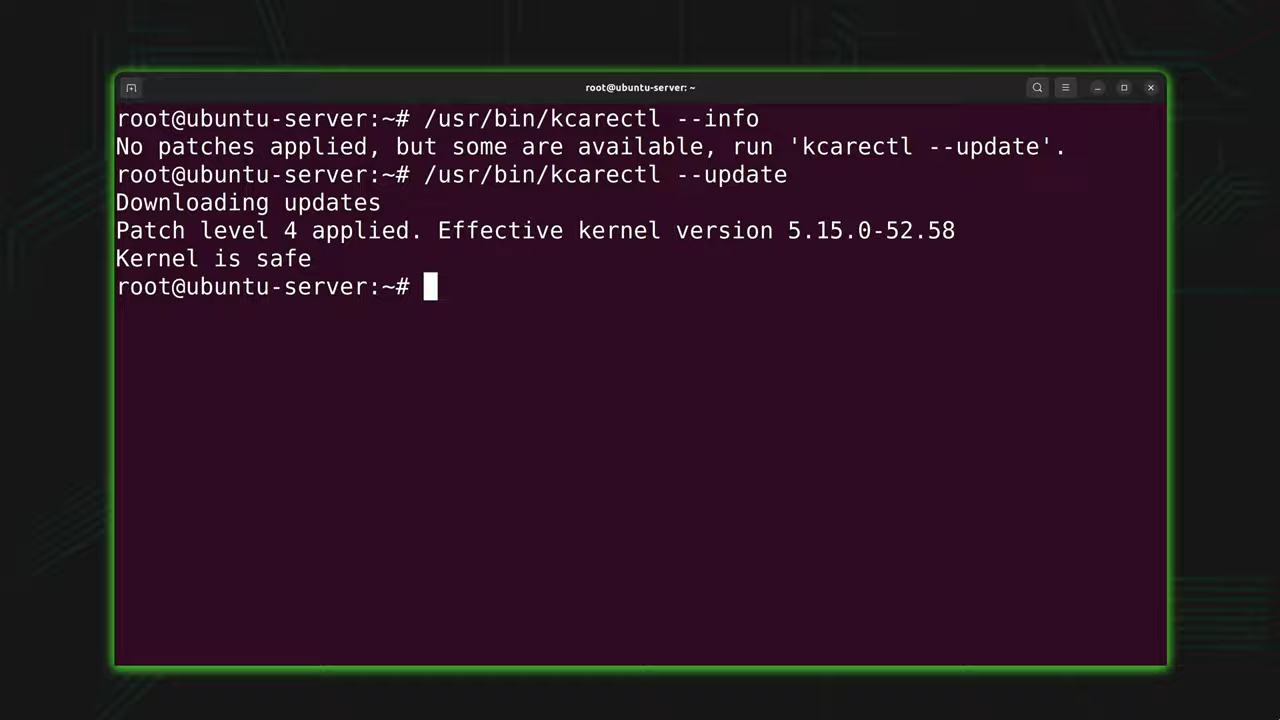 root@ubuntu-server: ~
root@ubuntu-server:~# /usr/bin/kcarectl --info
No patches applied, but some are available, run 'kcarectl --update'.
root@ubuntu-server:~# /usr/bin/kcarectl --update
Downloading updates
Patch level 4 applied. Effective kernel version 5.15.0-52.58
Kernel is safe
root@ubuntu-server:~#